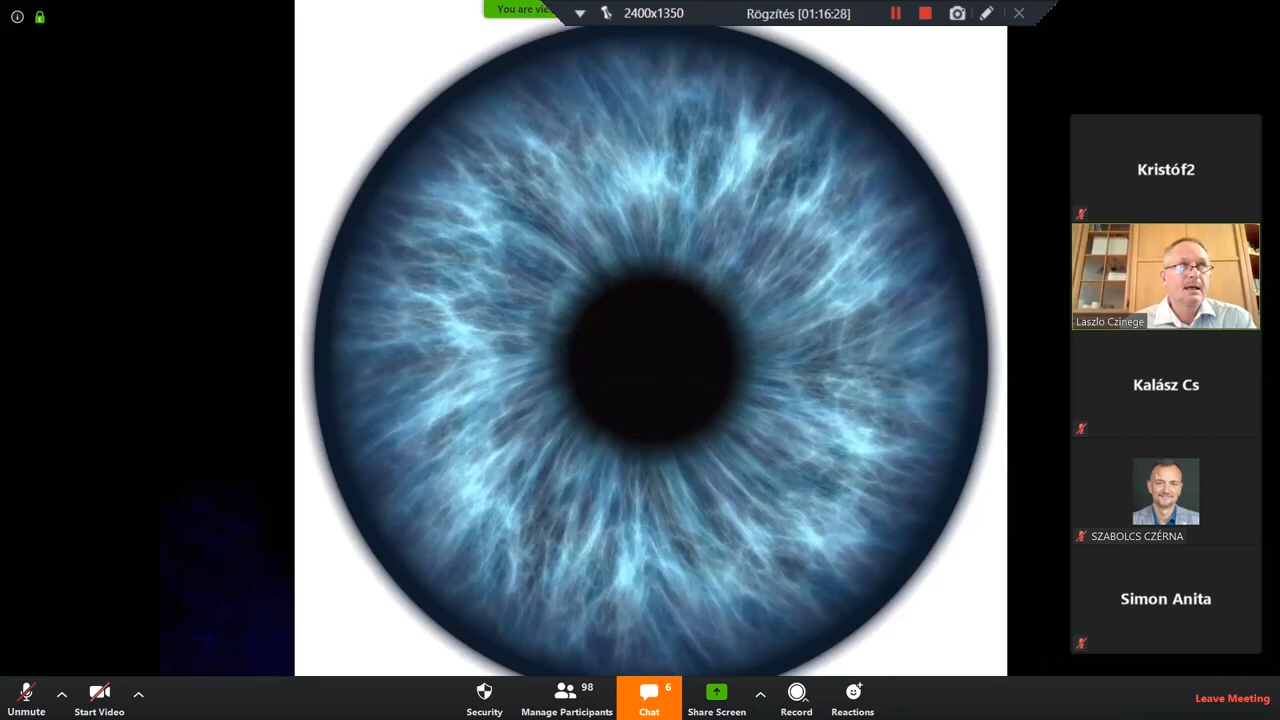 You are vie
2400x1350
Rögzítés [01:16:28]
Kristóf2
Laszlo Czinege
Kalász Cs
SZABOLCS CZÉRNA
Simon Anita
Unmute
Start Video
Security
98
Manage Participants
6
Chat
Share Screen
Record
Reactions
Leave Meeting